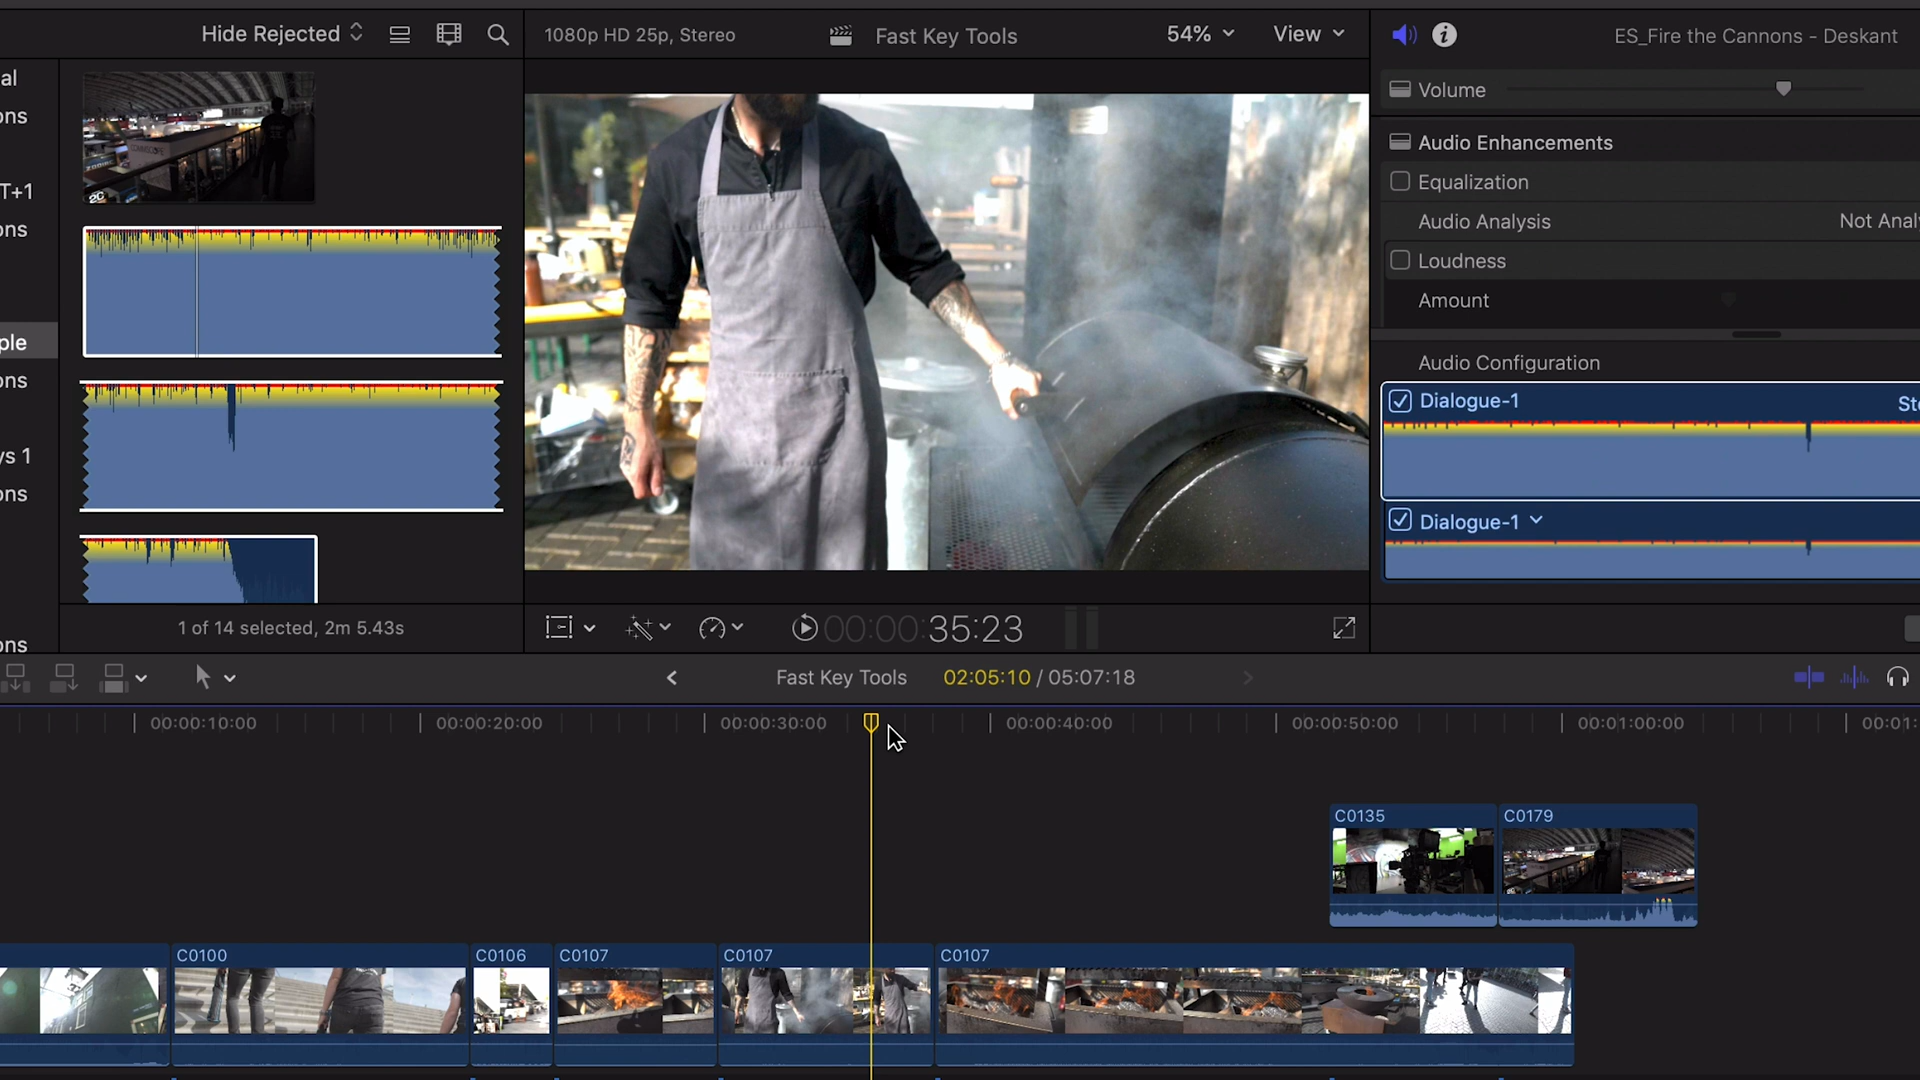 Hide Rejected
1080p HD 25p, Stereo
Fast Key Tools
54%
View
ES_Fire the Cannons - Deskant
al
ons
T+1
ons
ple
ons
ys 1
ons
ons
COMMSCOPE
Volume
Audio Enhancements
Equalization
Audio Analysis
Not Analy
Loudness
Amount
Audio Configuration
Dialogue-1
Ste
Dialogue-1
1 of 14 selected, 2m 5.43s
00:00:35:23
Fast Key Tools
02:05:10 / 05:07:18
00:00:10:00
00:00:20:00
00:00:30:00
00:00:40:00
00:00:50:00
00:01:00:00
00:01:
C0135
C0179
C0100
C0106
C0107
C0107
C0107